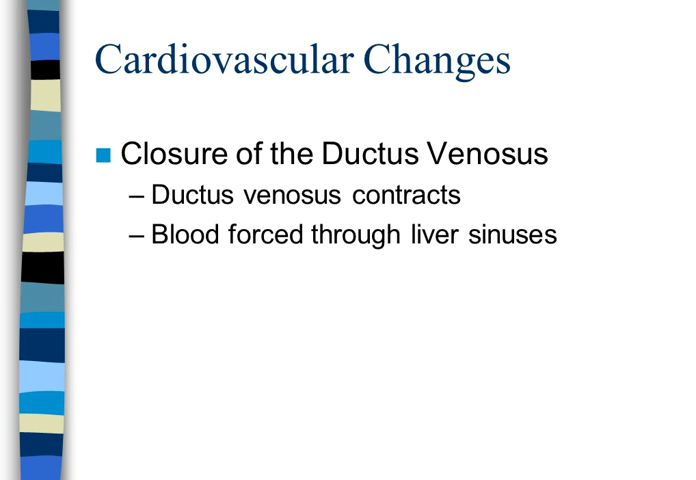 Cardiovascular Changes
Closure of the Ductus Venosus
– Ductus venosus contracts
– Blood forced through liver sinuses